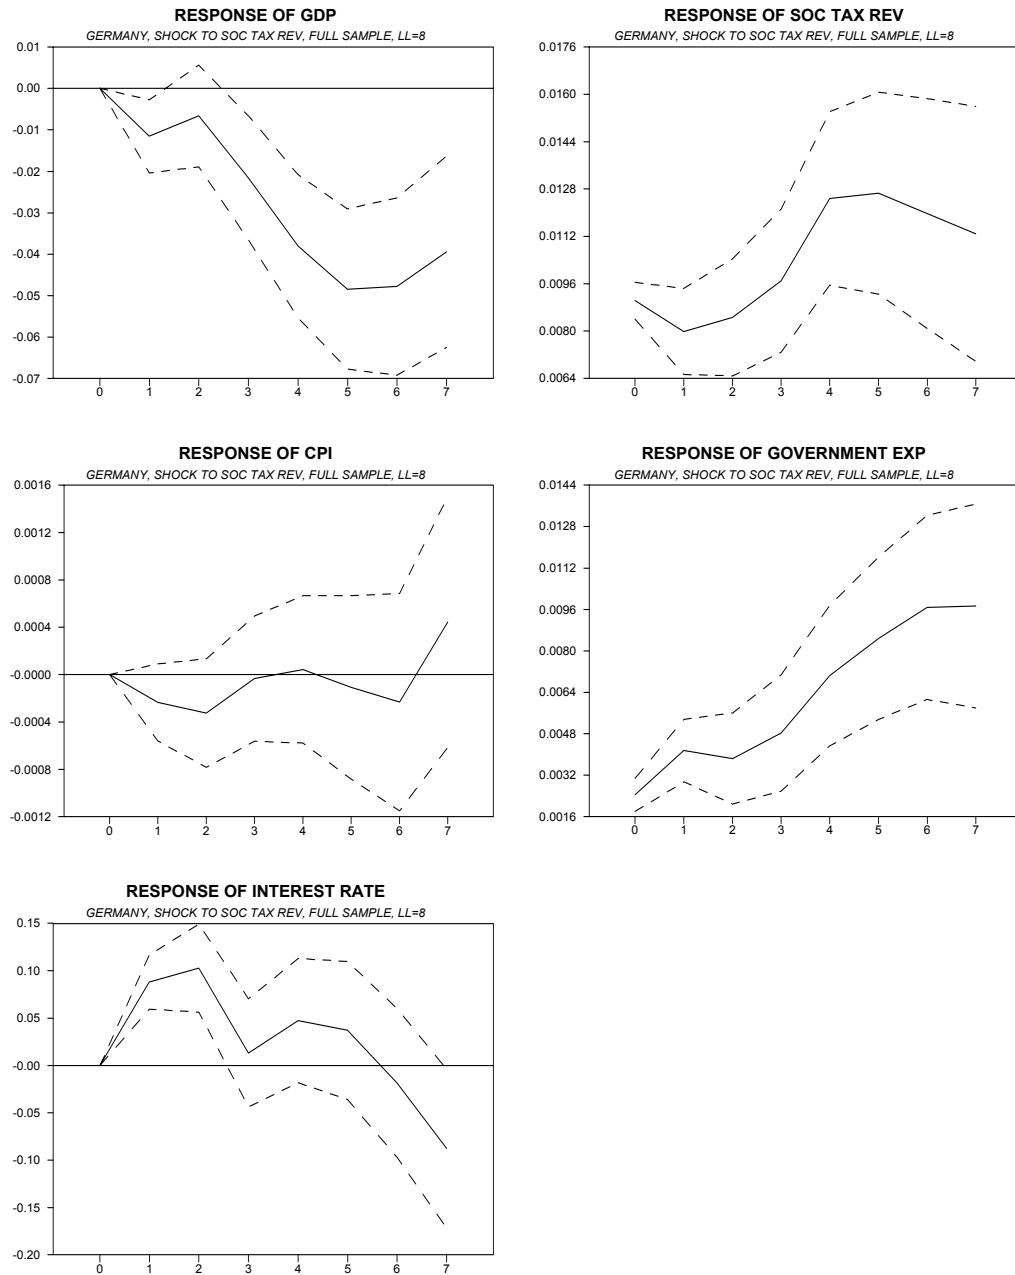 RESPONSE OF GDP
GERMANY, SHOCK TO SOC TAX REV, FULL SAMPLE, LL=8
0.01
0.00
-0.01
-0.02
-0.03
-0.04
-0.05
-0.06
-0.07
0 1 2 3 4 5 6 7
RESPONSE OF SOC TAX REV
GERMANY, SHOCK TO SOC TAX REV, FULL SAMPLE, LL=8
0.0176
0.0160
0.0144
0.0128
0.0112
0.0096
0.0080
0.0064
0 1 2 3 4 5 6 7
RESPONSE OF CPI
GERMANY, SHOCK TO SOC TAX REV, FULL SAMPLE, LL=8
0.0016
0.0012
0.0008
0.0004
-0.0000
-0.0004
-0.0008
-0.0012
0 1 2 3 4 5 6 7
RESPONSE OF GOVERNMENT EXP
GERMANY, SHOCK TO SOC TAX REV, FULL SAMPLE, LL=8
0.0144
0.0128
0.0112
0.0096
0.0080
0.0064
0.0048
0.0032
0.0016
0 1 2 3 4 5 6 7
RESPONSE OF INTEREST RATE
GERMANY, SHOCK TO SOC TAX REV, FULL SAMPLE, LL=8
0.15
0.10
0.05
-0.00
-0.05
-0.10
-0.15
-0.20
0 1 2 3 4 5 6 7